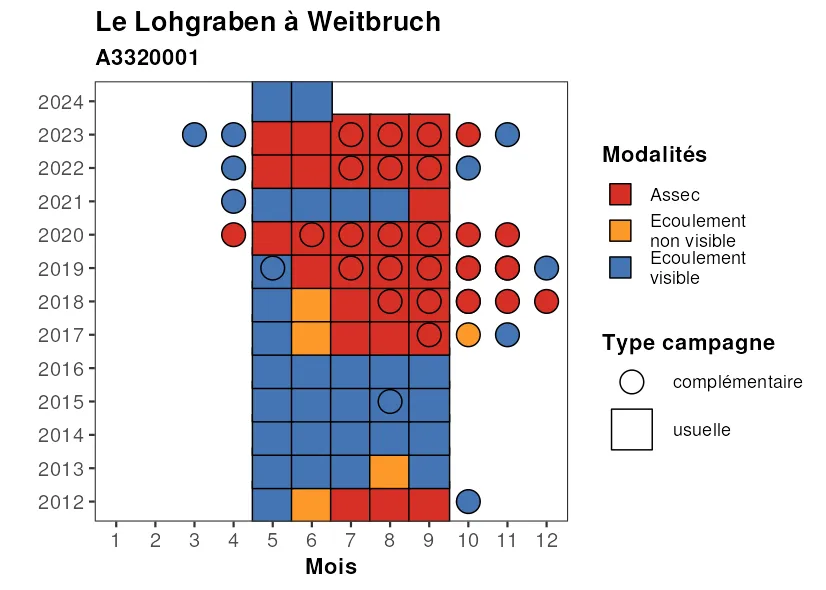 Le Lohgraben à Weitbruch
A3320001
2024
2023
2022
2021
2020
2019
2018
2017
2016
2015
2014
2013
2012
1 2 3 4 5 6 7 8 9 10 11 12
Mois
Modalités
Assec
Ecoulement
non visible
Ecoulement
visible
Type campagne
complémentaire
usuelle